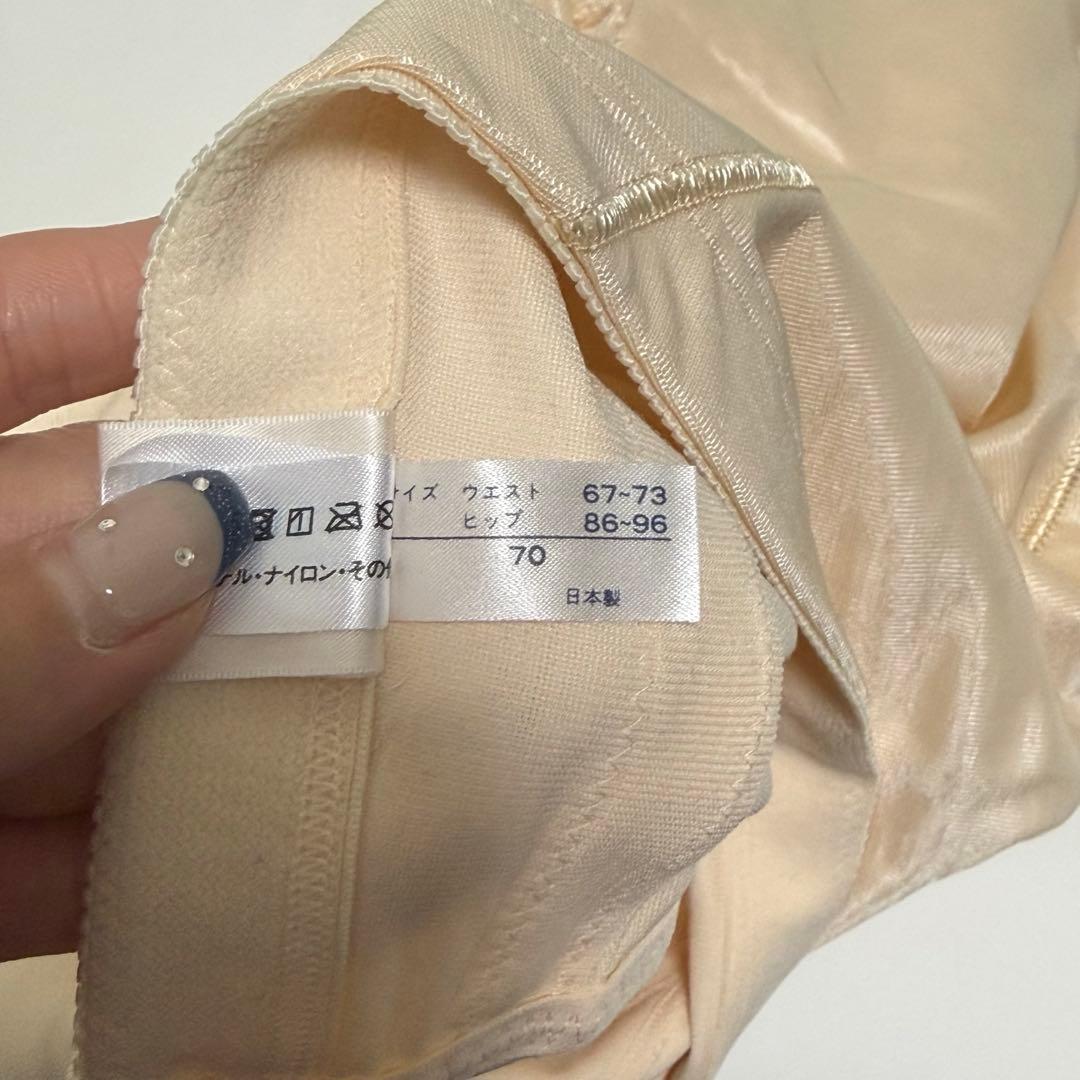 サイズ ウエスト 67~73
ヒップ 86~96
70
日本製
ナイロン・その